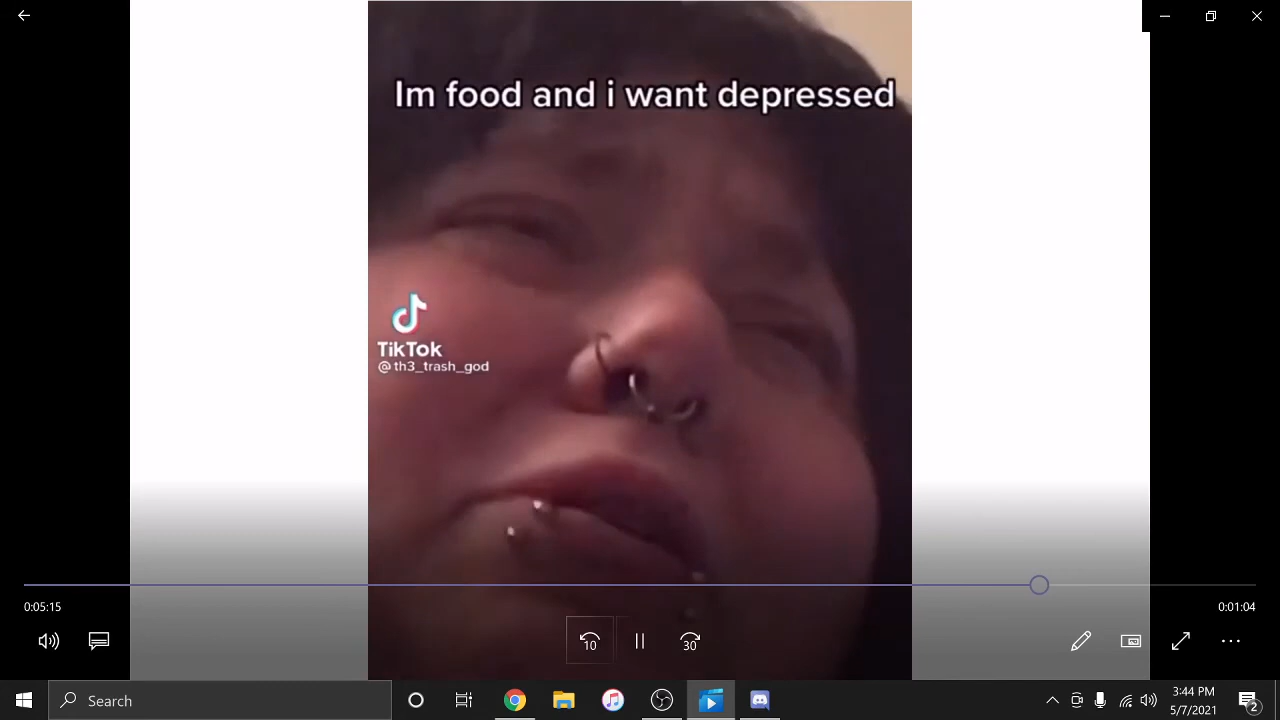 Im food and i want depressed
TikTok
@th3_trash_god
0:05:15
0:01:04
10
30
Search
3:44 PM
5/7/2021
2